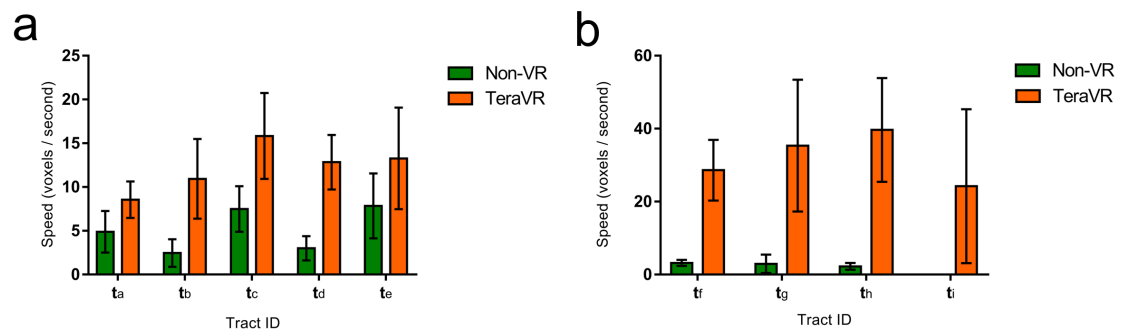 a
Speed (voxels / second)
25
20
15
10
5
0
ta
tb
tc
td
te
Tract ID
Non-VR
TeraVR
b
Speed (voxels / second)
60
40
20
0
tf
tg
th
ti
Tract ID
Non-VR
TeraVR